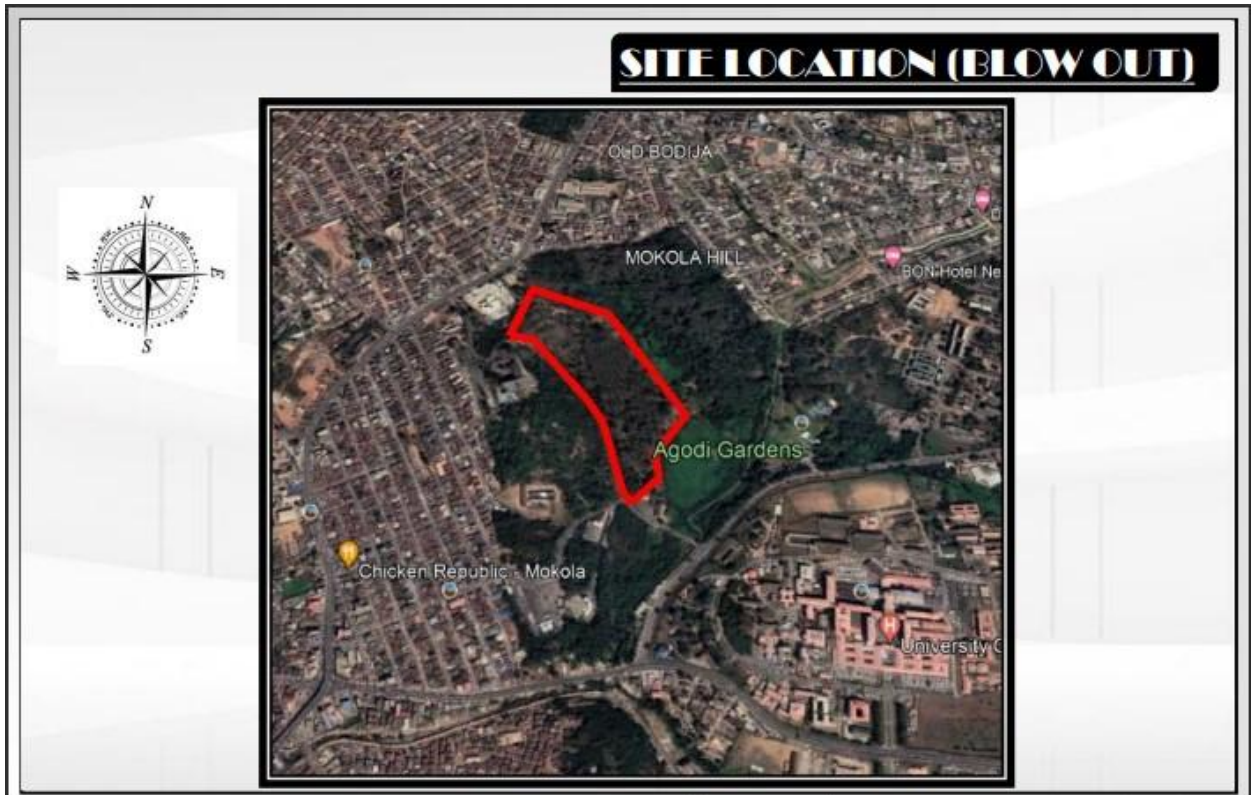 SITE LOCATION (BLOW OUT)
N
W
E
S
OLD BODIJA
MOKOLA HILL
BON Hotel Ne
Agodi Gardens
Chicken Republic - Mokola
H
University C